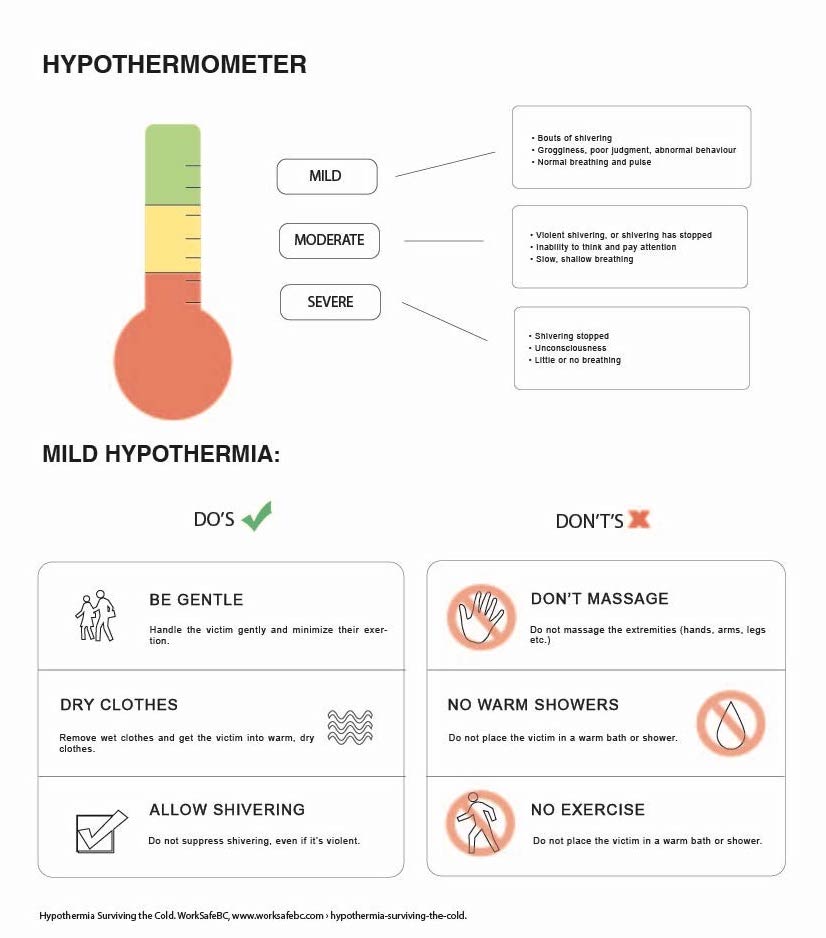 HYPOTHERMOMETER
MILD
• Bouts of shivering
• Grogginess, poor judgment, abnormal behaviour
• Normal breathing and pulse
MODERATE
• Violent shivering, or shivering has stopped
• Inability to think and pay attention
• Slow, shallow breathing
SEVERE
• Shivering stopped
• Unconsciousness
• Little or no breathing
MILD HYPOTHERMIA:
DO'S
BE GENTLE
Handle the victim gently and minimize their exer-
tion.
DRY CLOTHES
Remove wet clothes and get the victim into warm, dry
clothes.
ALLOW SHIVERING
Do not suppress shivering, even if it's violent.
DON'T'S
DON'T MASSAGE
Do not massage the extremities (hands, arms, legs
etc.)
NO WARM SHOWERS
Do not place the victim in a warm bath or shower.
NO EXERCISE
Do not place the victim in a warm bath or shower.
Hypothermia Surviving the Cold. WorkSafeBC, www.worksafebc.com › hypothermia-surviving-the-cold.